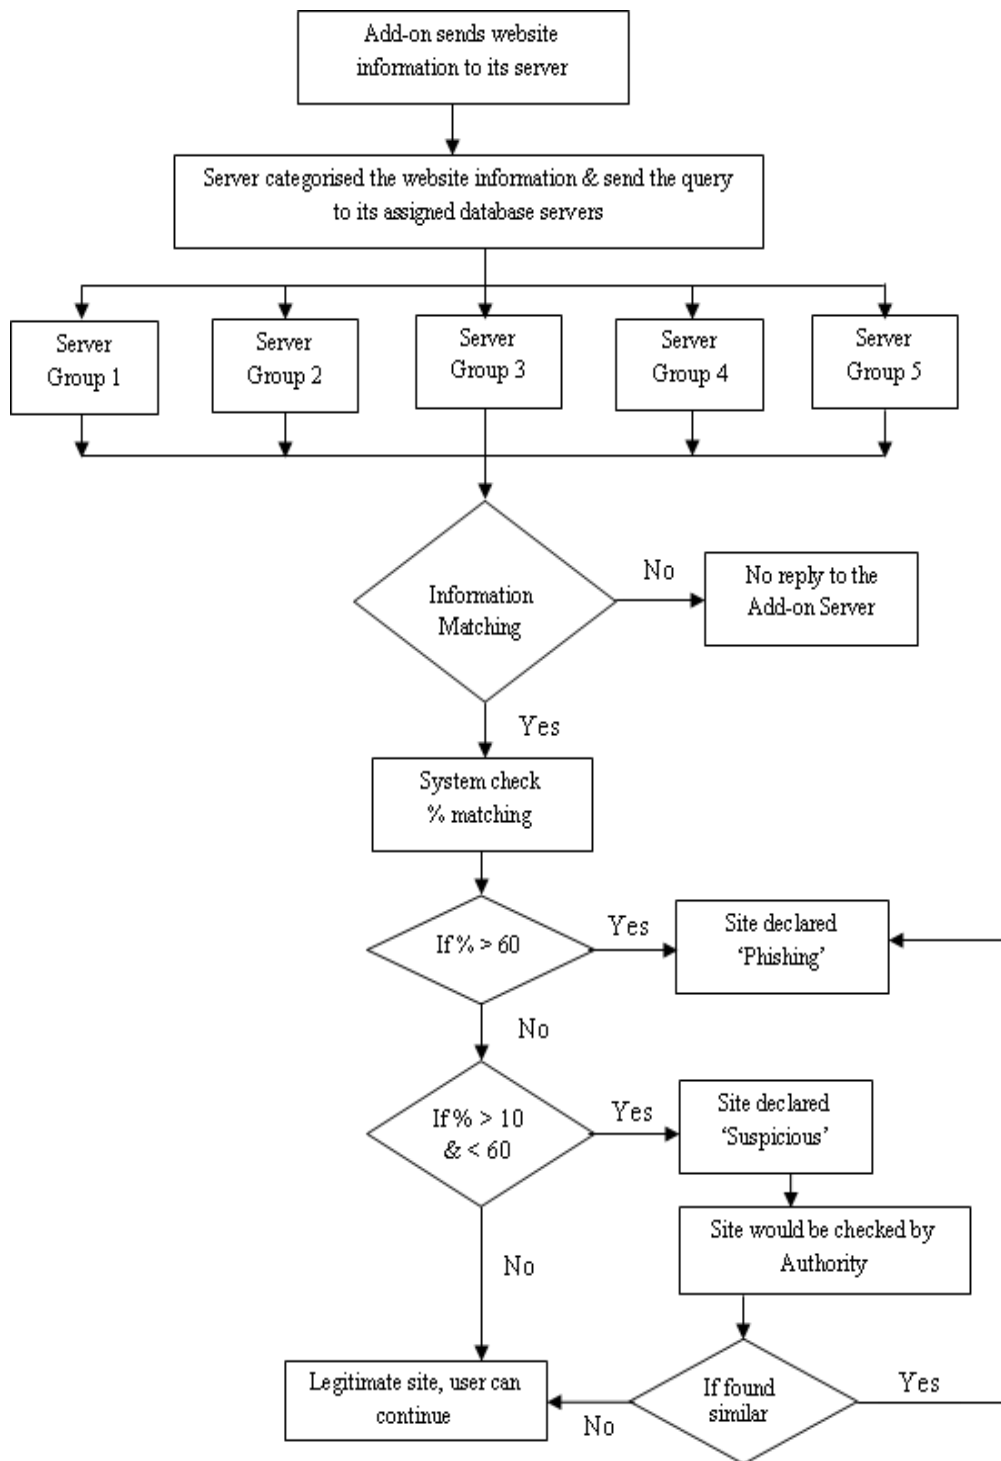 Add-on sends website
information to its server
Server categorised the website information & send the query
to its assigned database servers
Server
Group 1
Server
Group 2
Server
Group 3
Server
Group 4
Server
Group 5
Information
Matching
No
No reply to the
Add-on Server
Yes
System check
% matching
If % > 60
Yes
Site declared
‘Phishing’
No
If % > 10
& < 60
Yes
Site declared
‘Suspicious’
Site would be checked by
Authority
No
Legitimate site, user can
continue
No
If found
similar
Yes